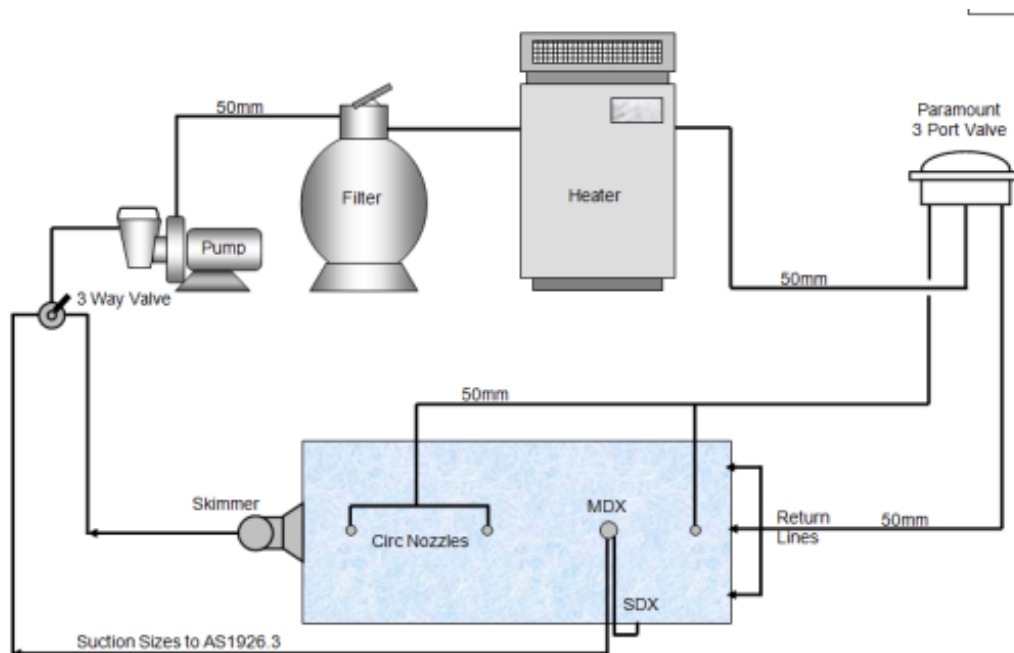 Paramount
3 Port Valve
50mm
Filter
Heater
Pump
3 Way Valve
50mm
50mm
Skimmer
MDX
Circ Nozzles
Return
Lines
50mm
SDX
Suction Sizes to AS1926.3